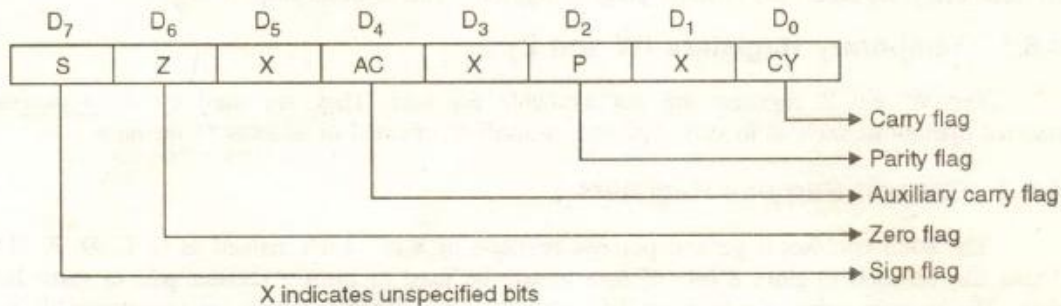 D7 D6 D5 D4 D3 D2 D1 D0
S Z X AC X P X CY
Carry flag
Parity flag
Auxiliary carry flag
Zero flag
Sign flag
X indicates unspecified bits